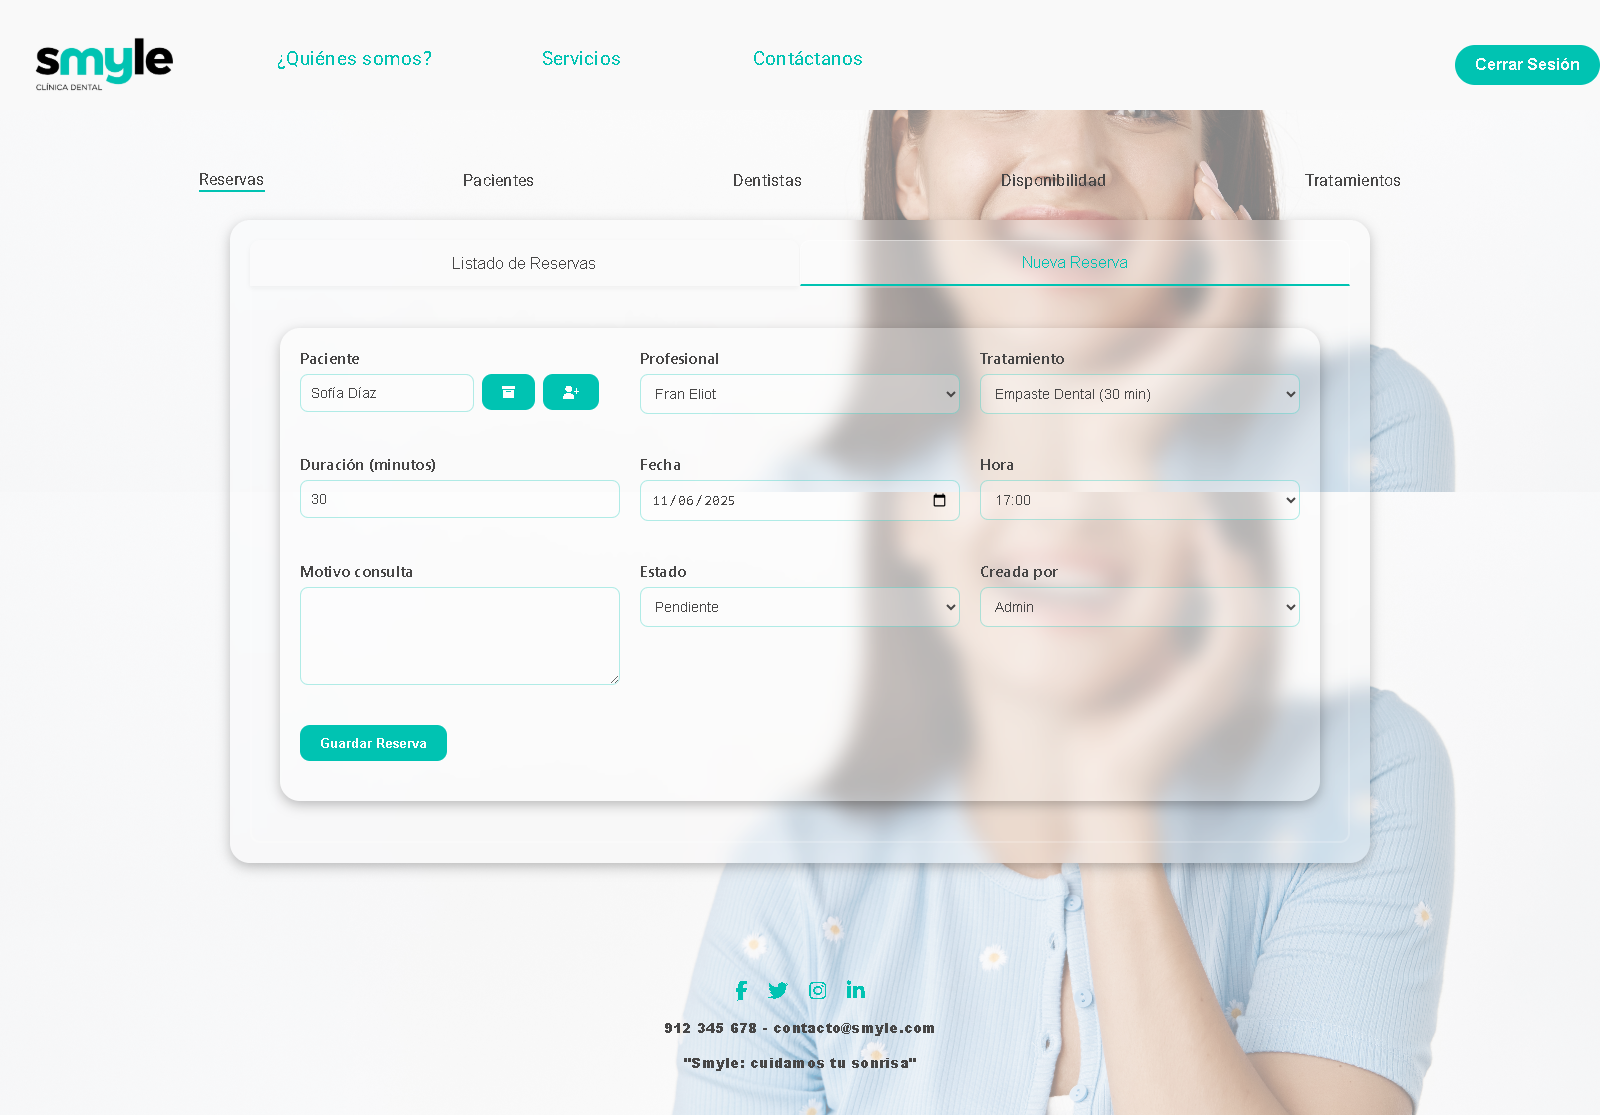 smyle
CLÍNICA DENTAL
¿Quiénes somos?
Servicios
Contáctanos
Cerrar Sesión
Reservas
Pacientes
Dentistas
Disponibilidad
Tratamientos
Listado de Reservas
Nueva Reserva
Paciente
Profesional
Tratamiento
Sofía Díaz
Fran Eliot
Empaste Dental (30 min)
Duración (minutos)
Fecha
Hora
30
11/06/2025
17:00
Motivo consulta
Estado
Creada por
Pendiente
Admin
Guardar Reserva
912 345 678 - contacto@smyle.com
"Smyle: cuidamos tu sonrisa"